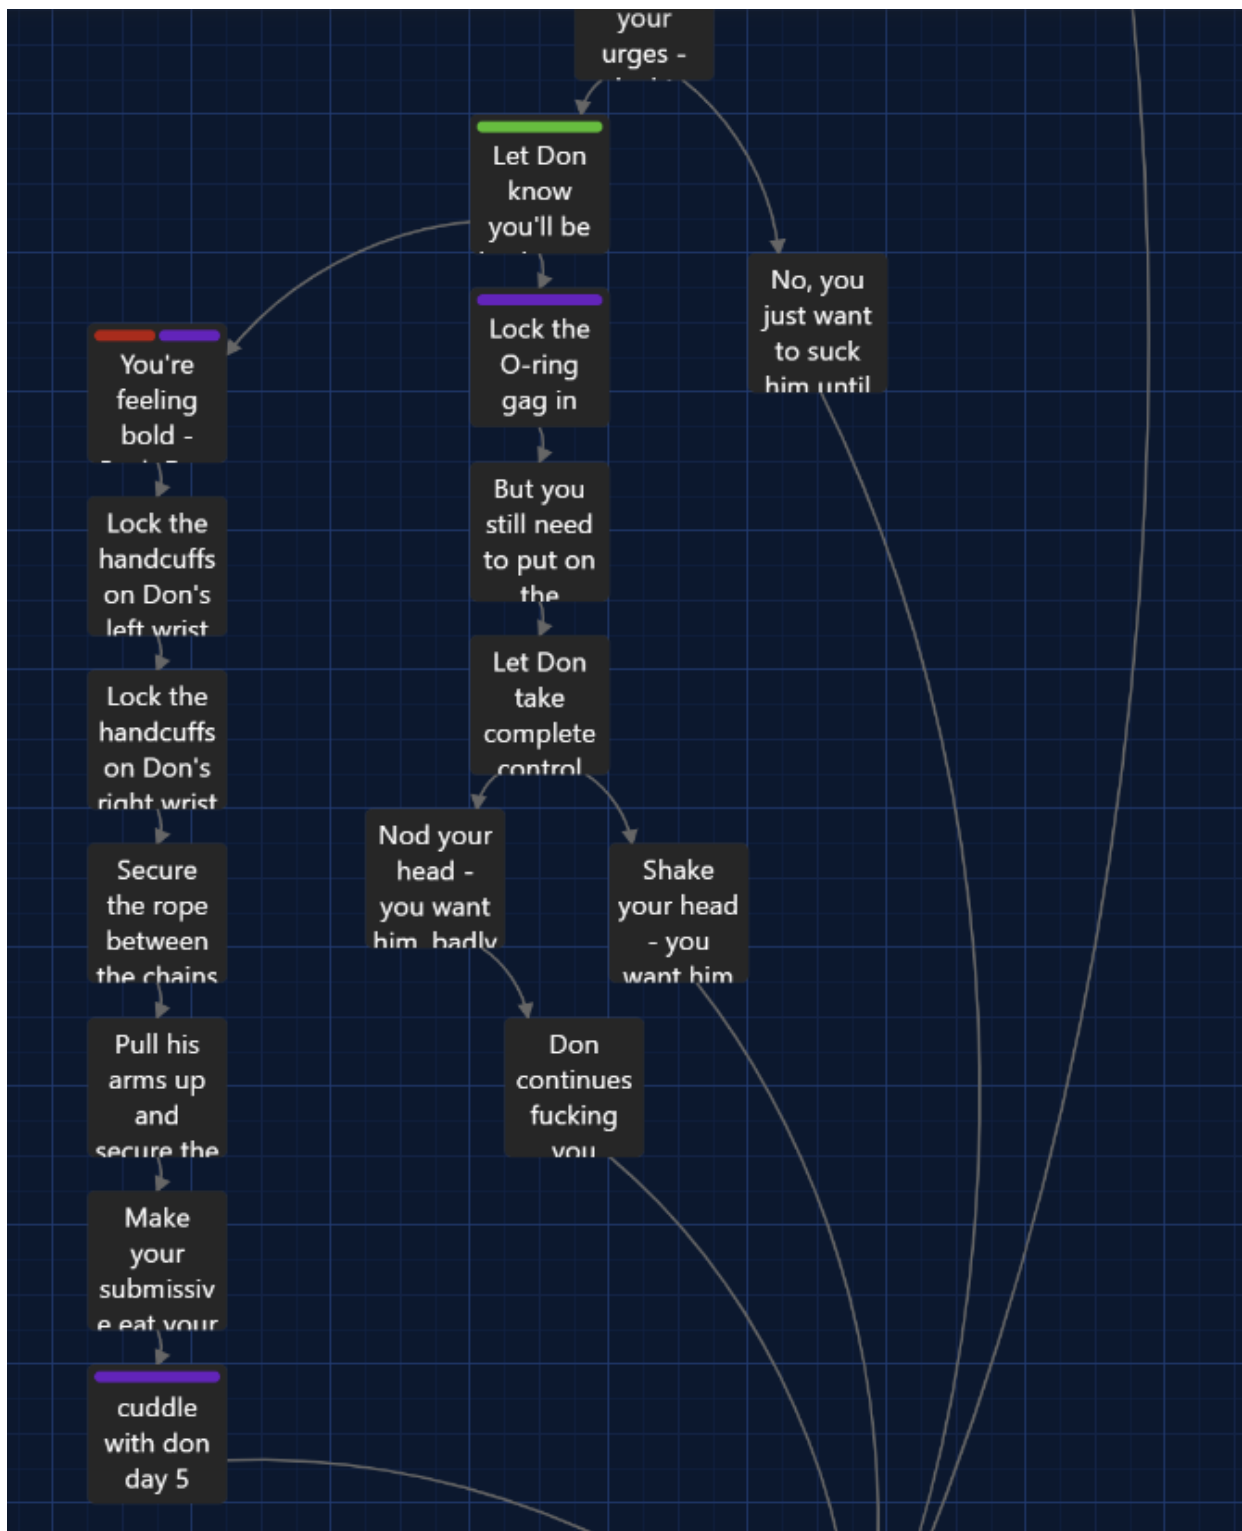 your
urges -
Let Don
know
you'll be
No, you
just want
to suck
him until
Lock the
O-ring
gag in
You're
feeling
bold -
But you
still need
to put on
the
Lock the
handcuffs
on Don's
left wrist
Let Don
take
complete
control
Lock the
handcuffs
on Don's
right wrist
Nod your
head -
you want
him, badly
Shake
your head
- you
want him
Secure
the rope
between
the chains
Don
continues
fucking
you
Pull his
arms up
and
secure the
Make
your
submissiv
e eat your
cuddle
with don
day 5